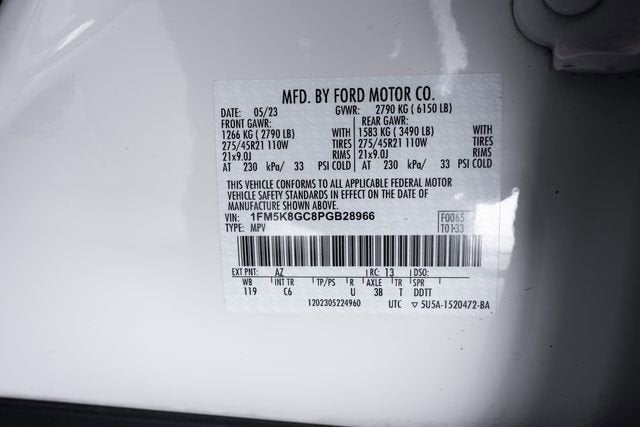 MFD. BY FORD MOTOR CO.
DATE: 05/23 GVWR: 2790 KG ( 6150 LB)
FRONT GAWR: REAR GAWR:
1266 KG ( 2790 LB) WITH 1583 KG ( 3490 LB) WITH
275/45R21 110W TIRES 275/45R21 110W TIRES
21x9.0J RIMS 21x9.0J RIMS
AT 230 kPa/ 33 PSI COLD AT 230 kPa/ 33 PSI COLD
THIS VEHICLE CONFORMS TO ALL APPLICABLE FEDERAL MOTOR
VEHICLE SAFETY STANDARDS IN EFFECT ON THE DATE OF
MANUFACTURE SHOWN ABOVE.
VIN: 1FM5K8GC8PGB28966 F0065
TYPE: MPV T0133
EXT PNT: AZ RC: 13 DSO:
WB INT TR TP/PS R AXLE TR SPR
119 C6 U 3B T DDTT
1202305224960 UTC ▽ 5U5A-1520472-BA